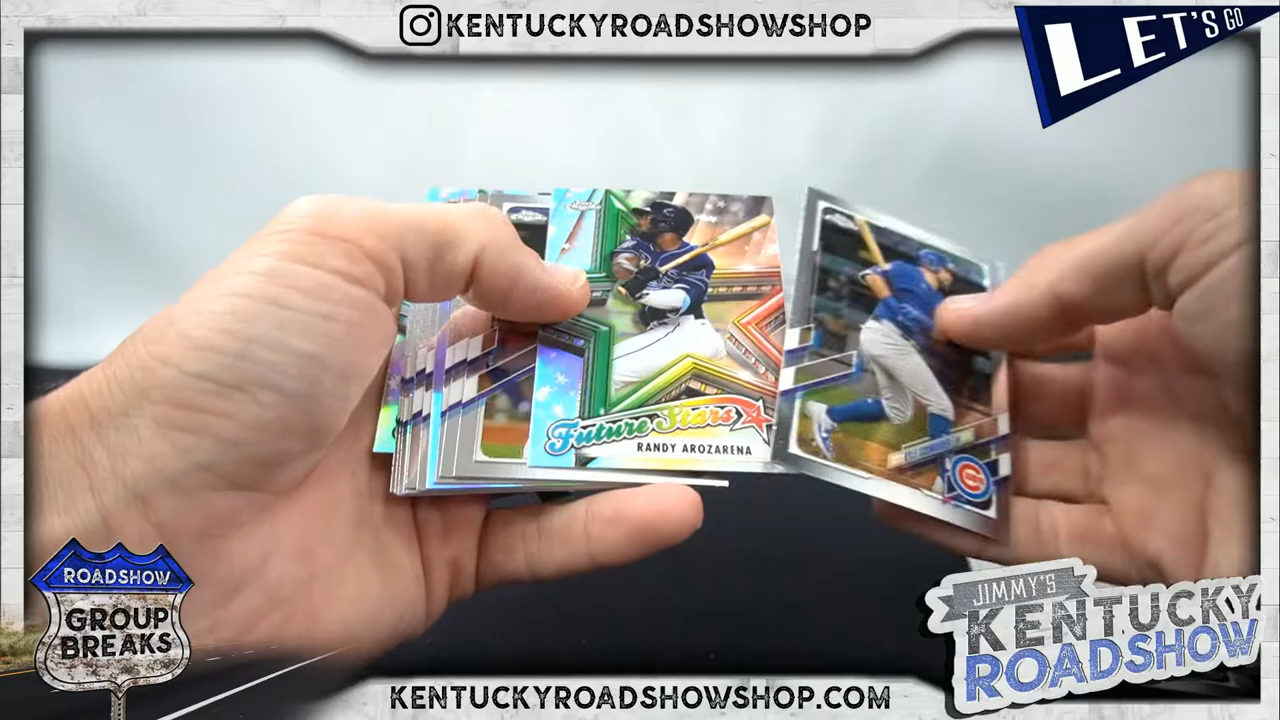 KENTUCKYROADSHOWSHOP
LET'S GO
Future Stars
RANDY AROZARENA
ROADSHOW
GROUP
BREAKS
JIMMY'S
KENTUCKY
ROADSHOW
KENTUCKYROADSHOWSHOP.COM